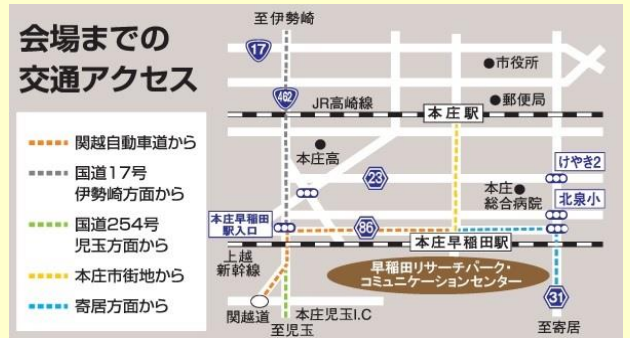 会場までの
交通アクセス
関越自動車道から
国道17号
伊勢崎方面から
国道254号
児玉方面から
本庄市街地から
寄居方面から
至伊勢崎
17
市役所
462
JR高崎線
本庄駅
郵便局
本庄高
23
けやき2
本庄
総合病院
北泉小
本庄早稲田
駅入口
86
本庄早稲田駅
上越
新幹線
早稲田リサーチパーク・
コミュニケーションセンター
31
関越道
本庄児玉I.C
至児玉
至寄居